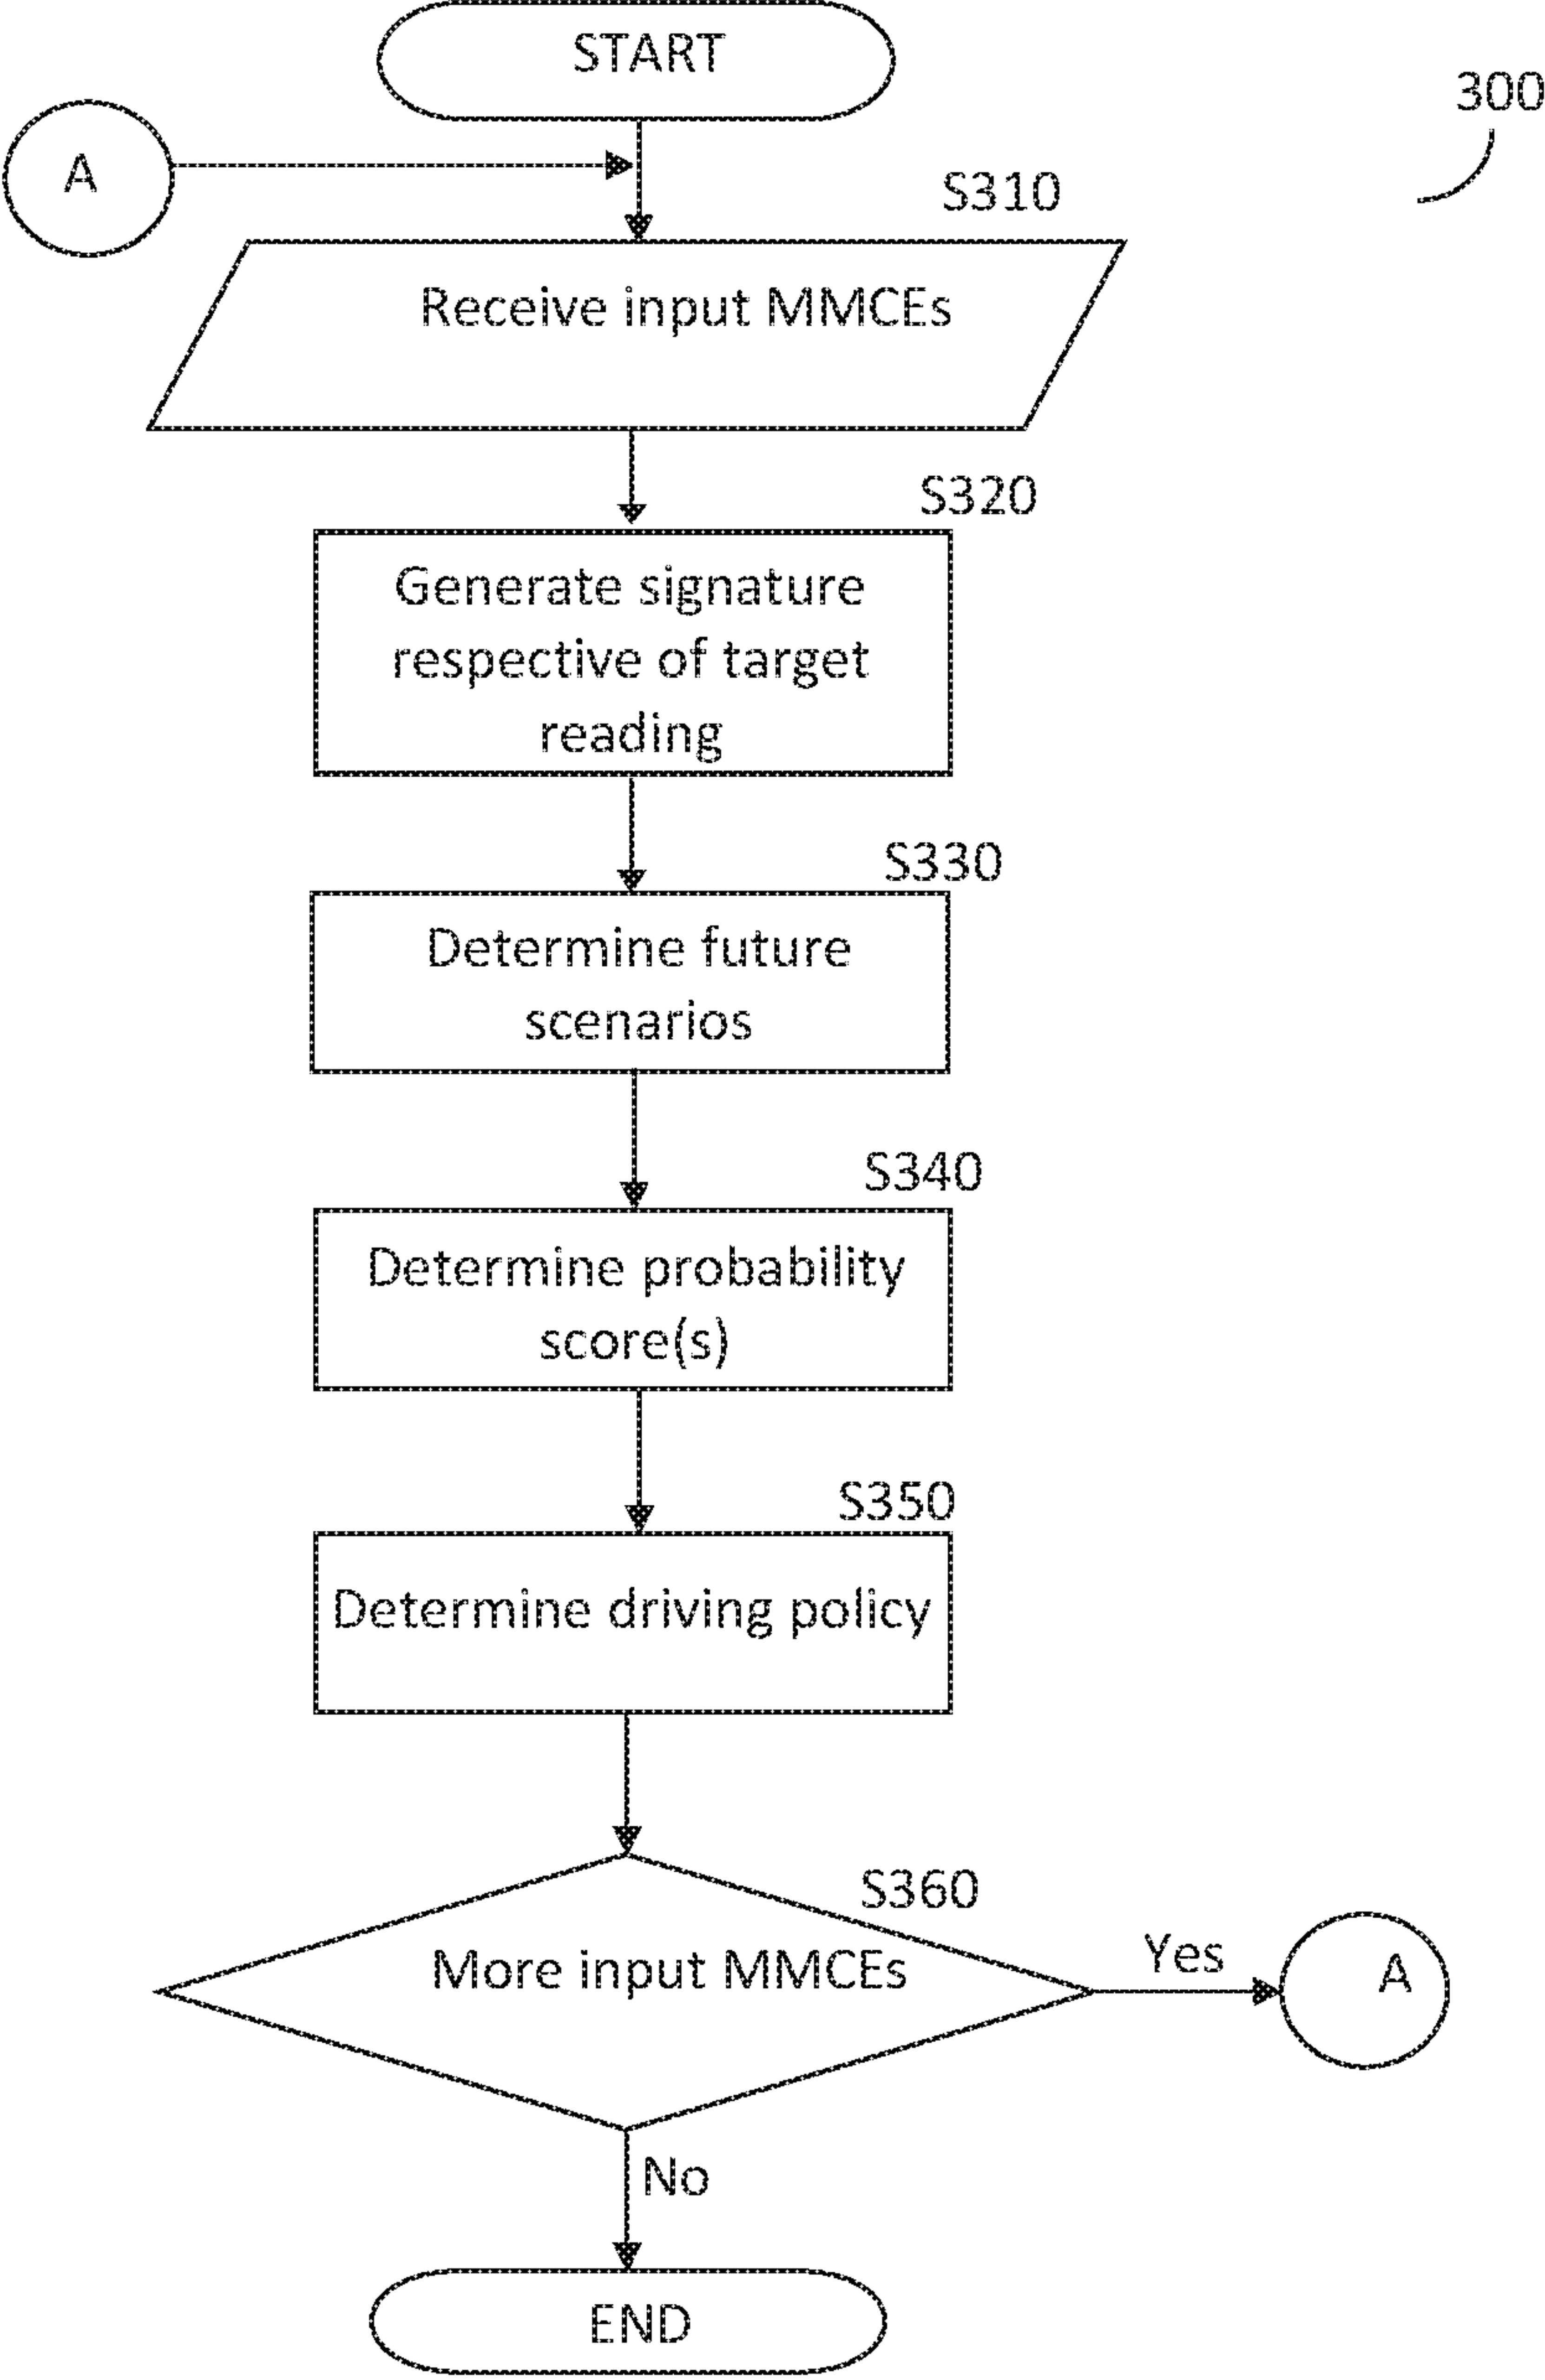 START
300
A
S310
Receive input MMCEs
S320
Generate signature
respective of target
reading
S330
Determine future
scenarios
S340
Determine probability
score(s)
S350
Determine driving policy
S360
More input MMCEs
Yes
A
No
END